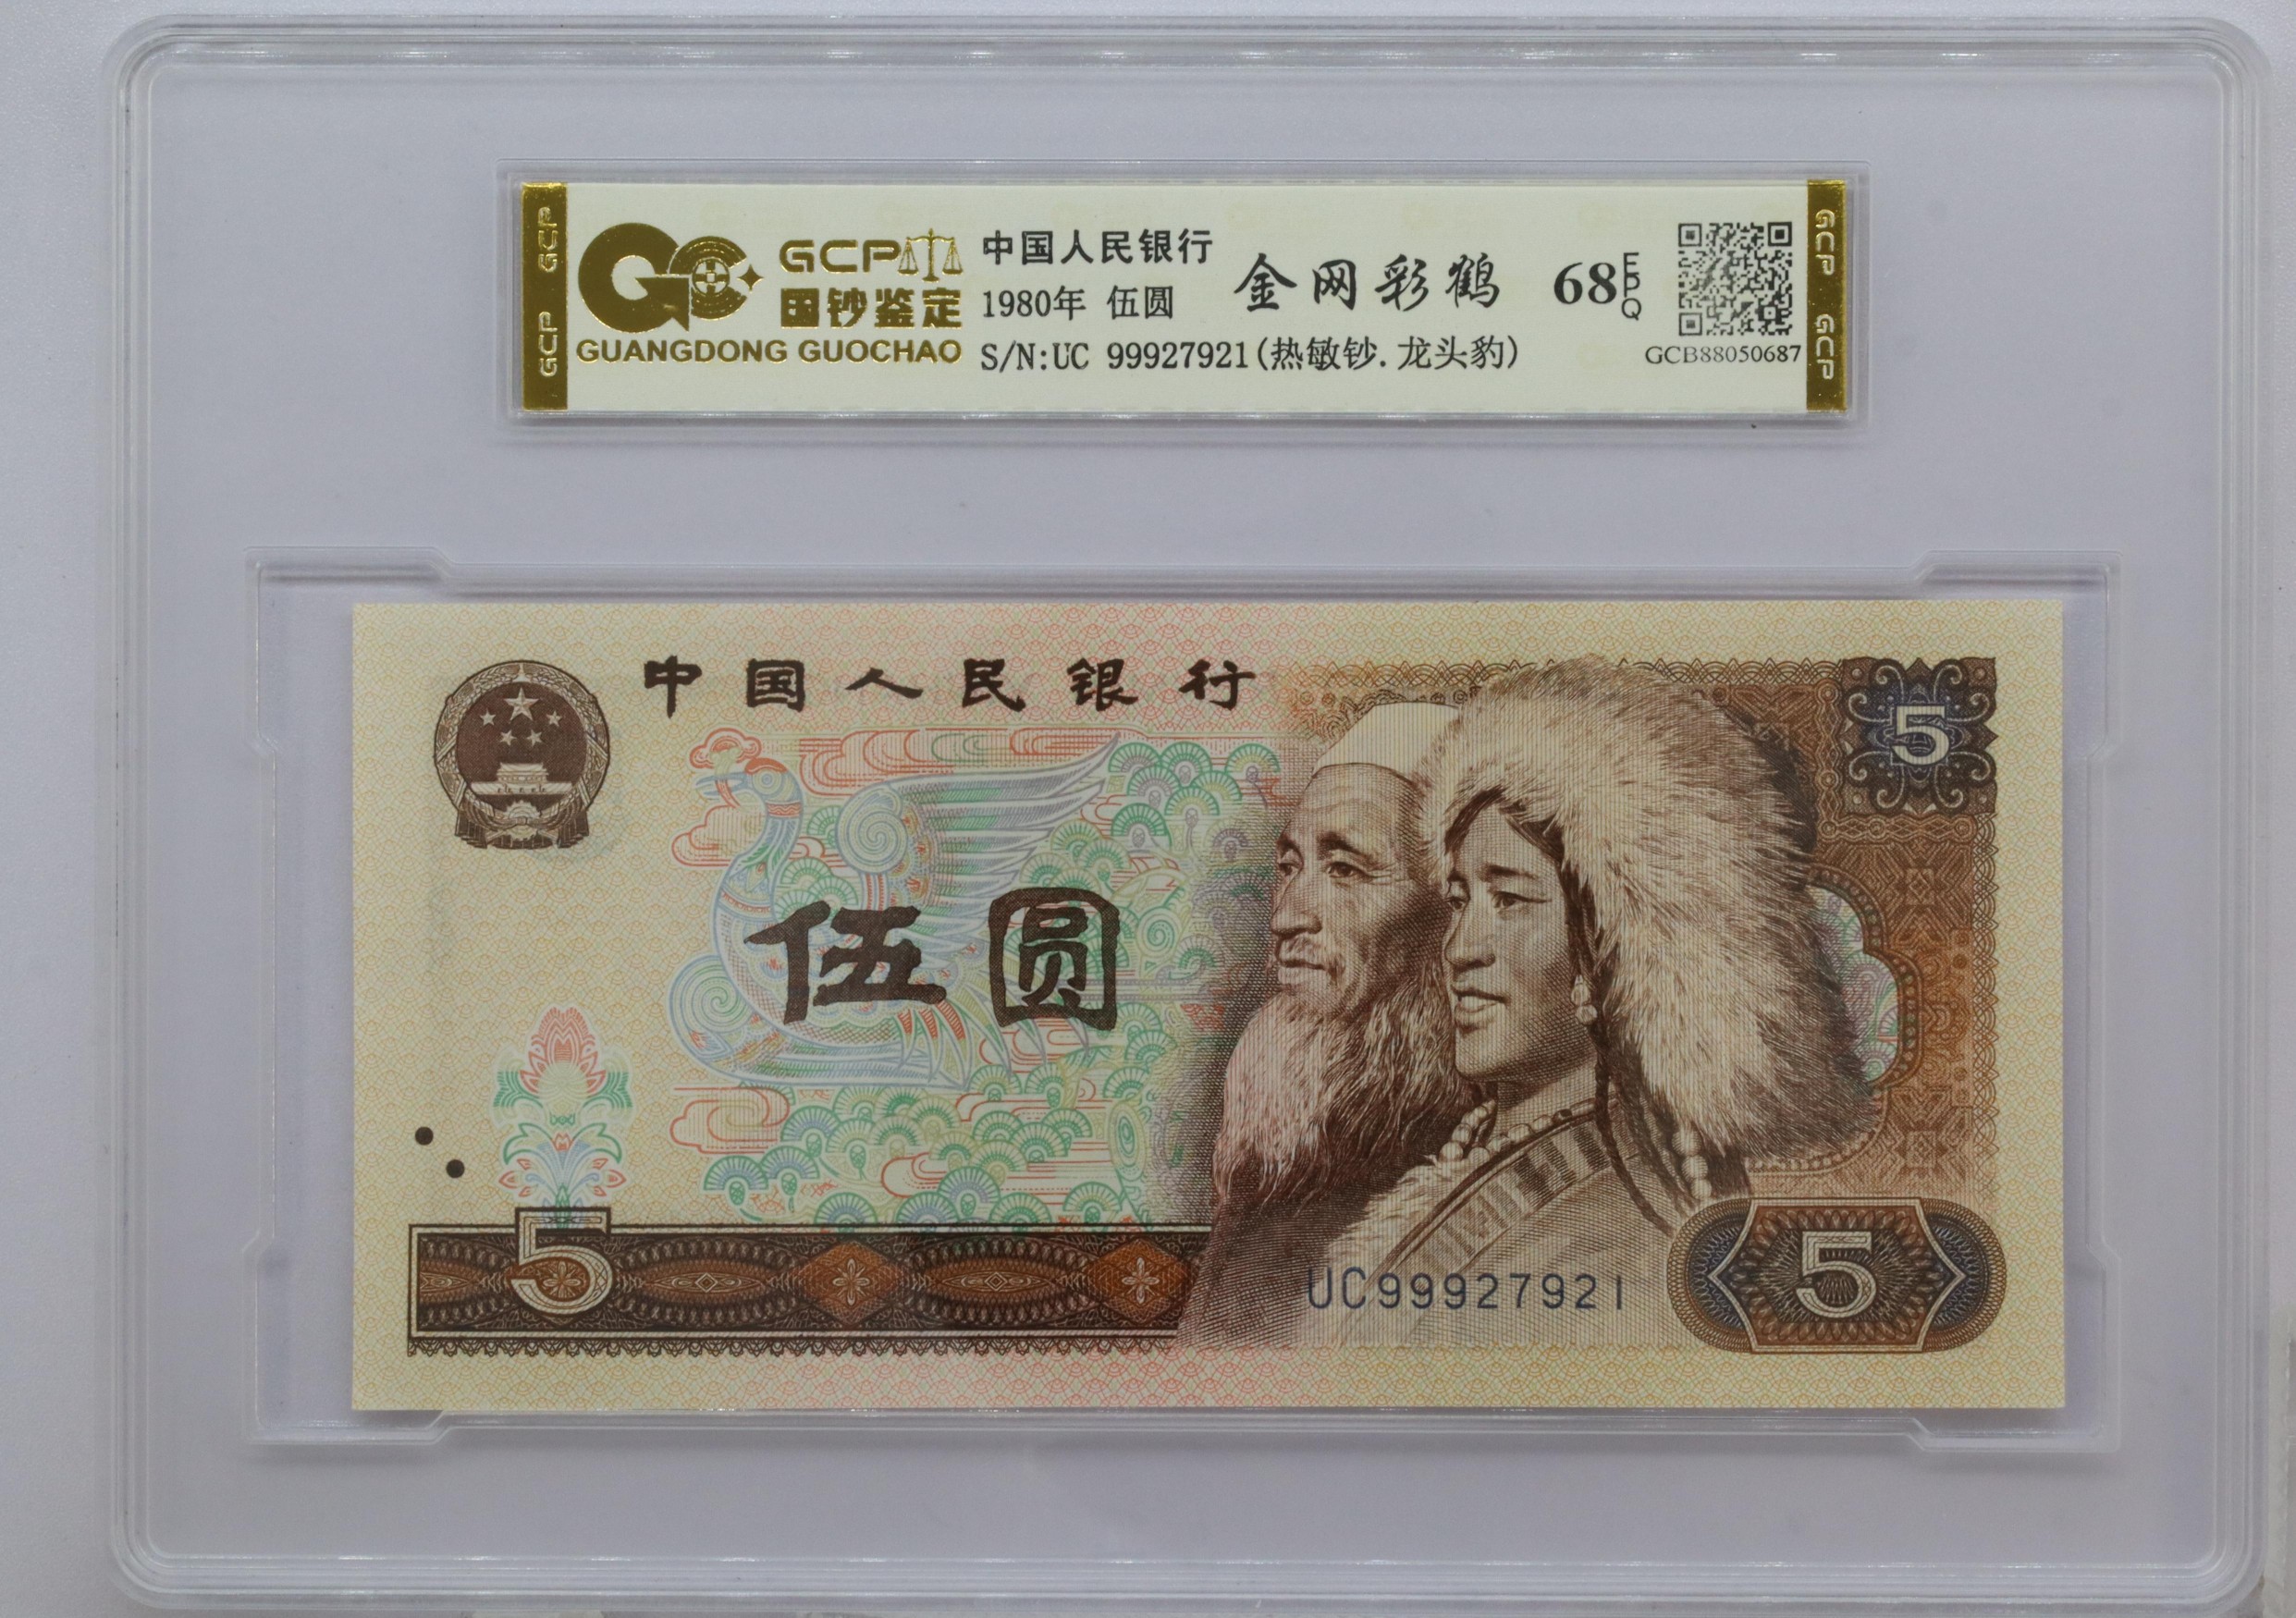 GCP GCP
GCP
国钞鉴定
GUANGDONG GUOCHAO
中国人民银行
1980年 伍圆
S/N:UC 99927921(热敏钞.龙头豹)
金网彩鹤
68 EPQ
GCB88050687
GCP GCP
中国人民银行
5
伍圆
5
UC99927921
5